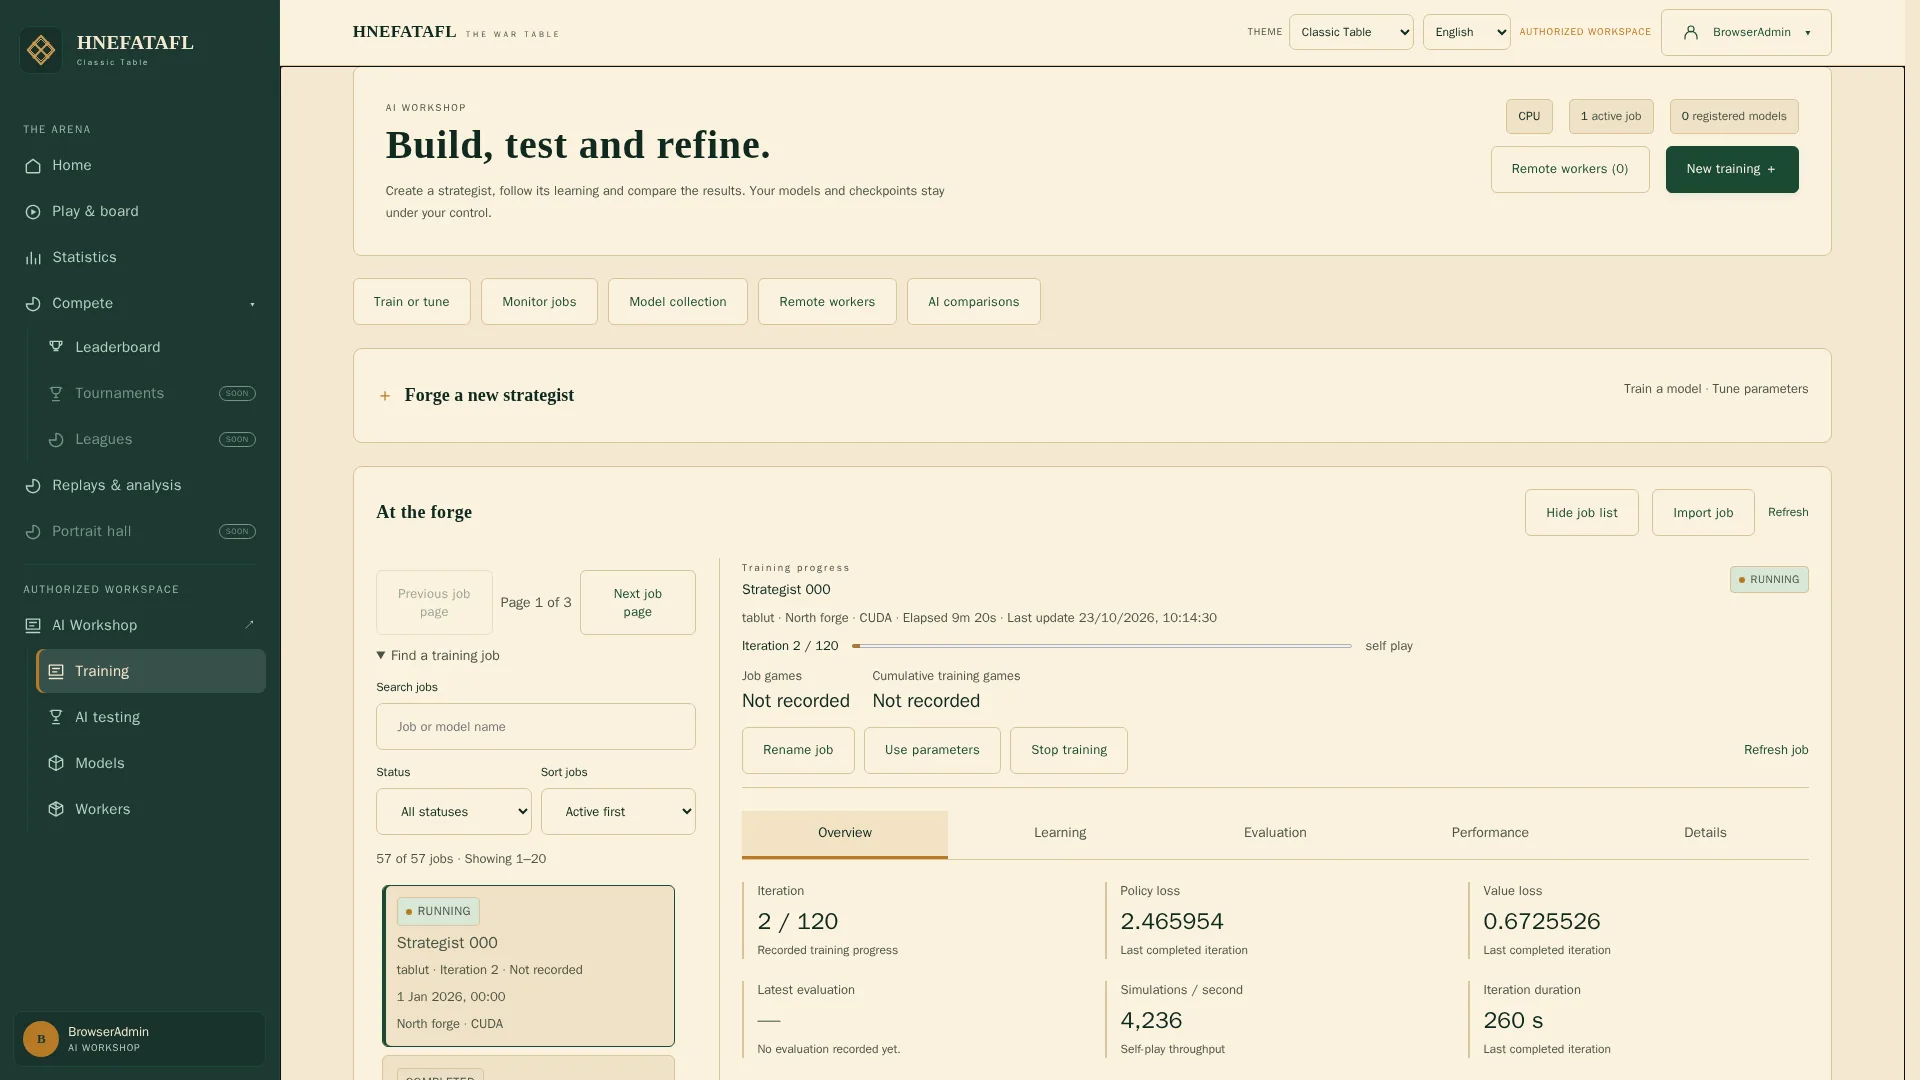 HNEFATAFL
Classic Table
THE ARENA
Home
Play & board
Statistics
Compete
Leaderboard
Tournaments SOON
Leagues SOON
Replays & analysis
Portrait hall SOON
AUTHORIZED WORKSPACE
AI Workshop
Training
AI testing
Models
Workers
B
BrowserAdmin
AI WORKSHOP
HNEFATAFL THE WAR TABLE
THEME Classic Table English AUTHORIZED WORKSPACE BrowserAdmin
AI WORKSHOP
Build, test and refine.
Create a strategist, follow its learning and compare the results. Your models and checkpoints stay
under your control.
CPU 1 active job 0 registered models
Remote workers (0) New training +
Train or tune Monitor jobs Model collection Remote workers AI comparisons
+ Forge a new strategist Train a model · Tune parameters
At the forge Hide job list Import job Refresh
Previous job
page
Page 1 of 3
Next job
page
Find a training job
Search jobs
Job or model name
Status Sort jobs
All statuses Active first
57 of 57 jobs · Showing 1–20
RUNNING
Strategist 000
tablut · Iteration 2 · Not recorded
1 Jan 2026, 00:00
North forge · CUDA
COMPLETED
Training progress
Strategist 000
RUNNING
tablut · North forge · CUDA · Elapsed 9m 20s · Last update 23/10/2026, 10:14:30
Iteration 2 / 120 self play
Job games Cumulative training games
Not recorded Not recorded
Rename job Use parameters Stop training Refresh job
Overview Learning Evaluation Performance Details
Iteration
2 / 120
Recorded training progress
Policy loss
2.465954
Last completed iteration
Value loss
0.6725526
Last completed iteration
Latest evaluation
—
No evaluation recorded yet.
Simulations / second
4,236
Self-play throughput
Iteration duration
260 s
Last completed iteration